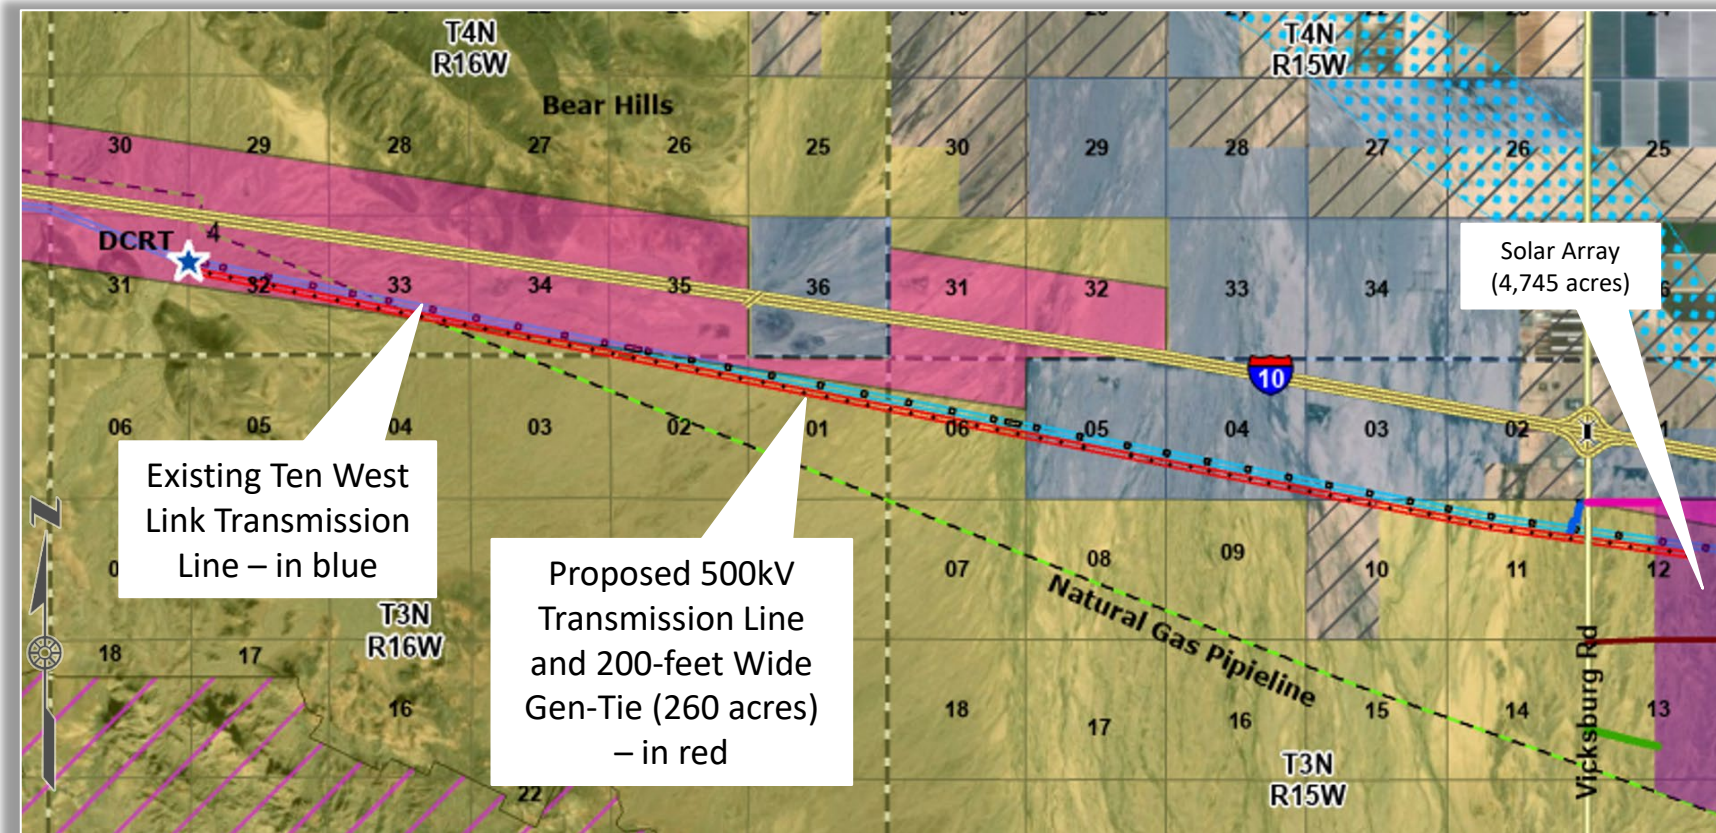 T4N
R16W
T4N
R15W
Bear Hills
30
29
28
27
26
25
30
29
28
27
26
25
DCRT
4
31
32
33
34
35
36
31
32
33
34
Solar Array
(4,745 acres)
10
06
05
04
03
02
01
06
05
04
03
02
Existing Ten West
Link Transmission
Line – in blue
Proposed 500kV
Transmission Line
and 200-feet Wide
Gen-Tie (260 acres)
– in red
07
08
09
10
11
12
Natural Gas Pipieline
Vicksburg Rd
T3N
R16W
N
18
17
16
18
17
16
15
14
13
T3N
R15W
22